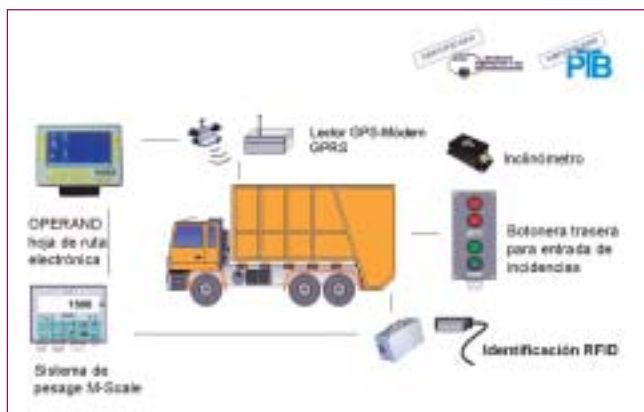 PTB
Lector GPS-Módem
GPRS
Inclinómetro
OPERAND
hoja de ruta
electrónica
Botonera trasera
para entrada de
incidencias
1500
Identificación RFID
Sistema de
pesage M-Scale